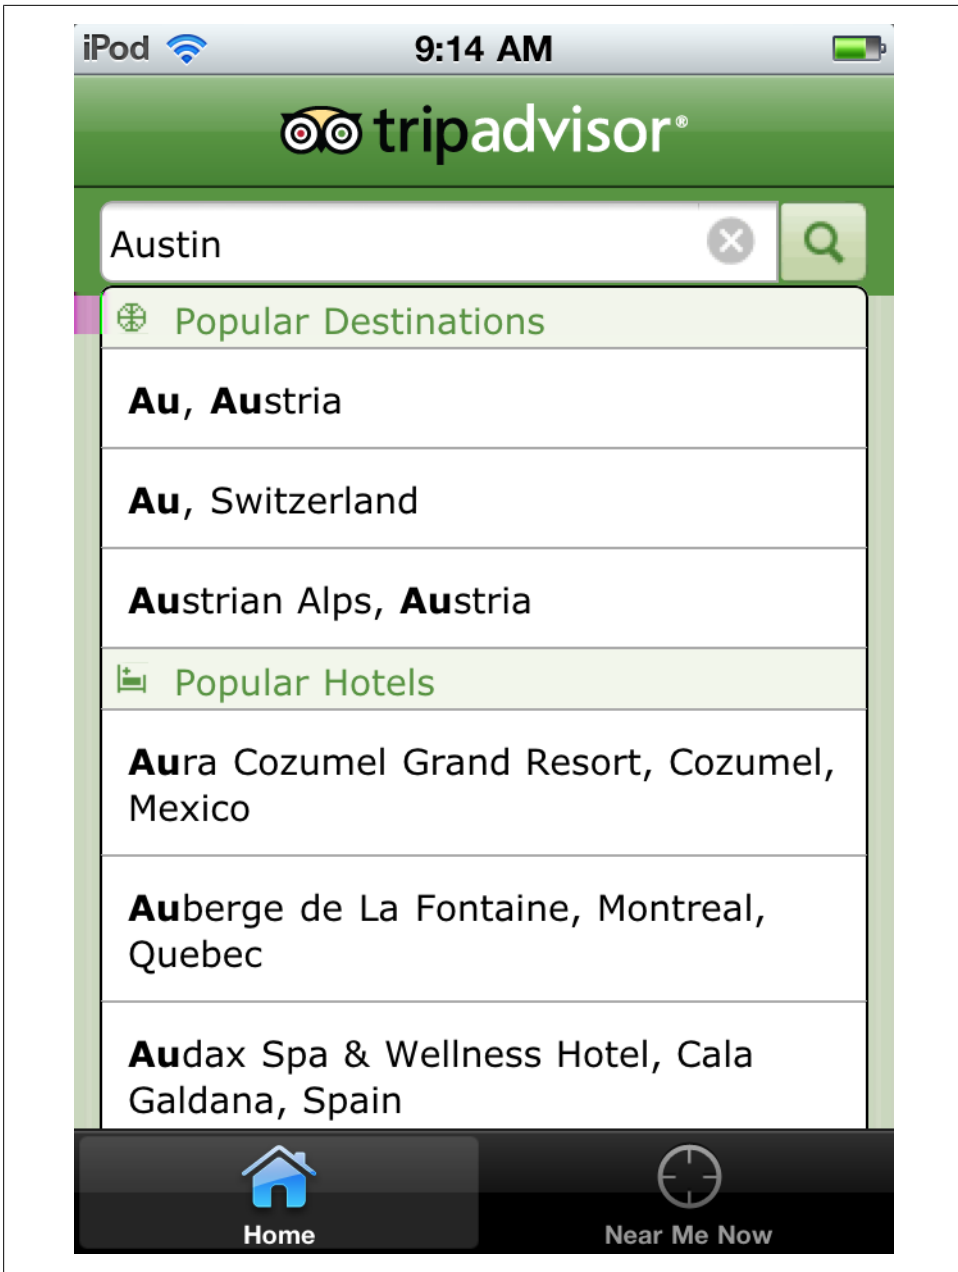 iPod 9:14 AM
tripadvisor®
Austin
Popular Destinations
Au, Austria
Au, Switzerland
Austrian Alps, Austria
Popular Hotels
Aura Cozumel Grand Resort, Cozumel,
Mexico
Auberge de La Fontaine, Montreal,
Quebec
Audax Spa & Wellness Hotel, Cala
Galdana, Spain
Home Near Me Now